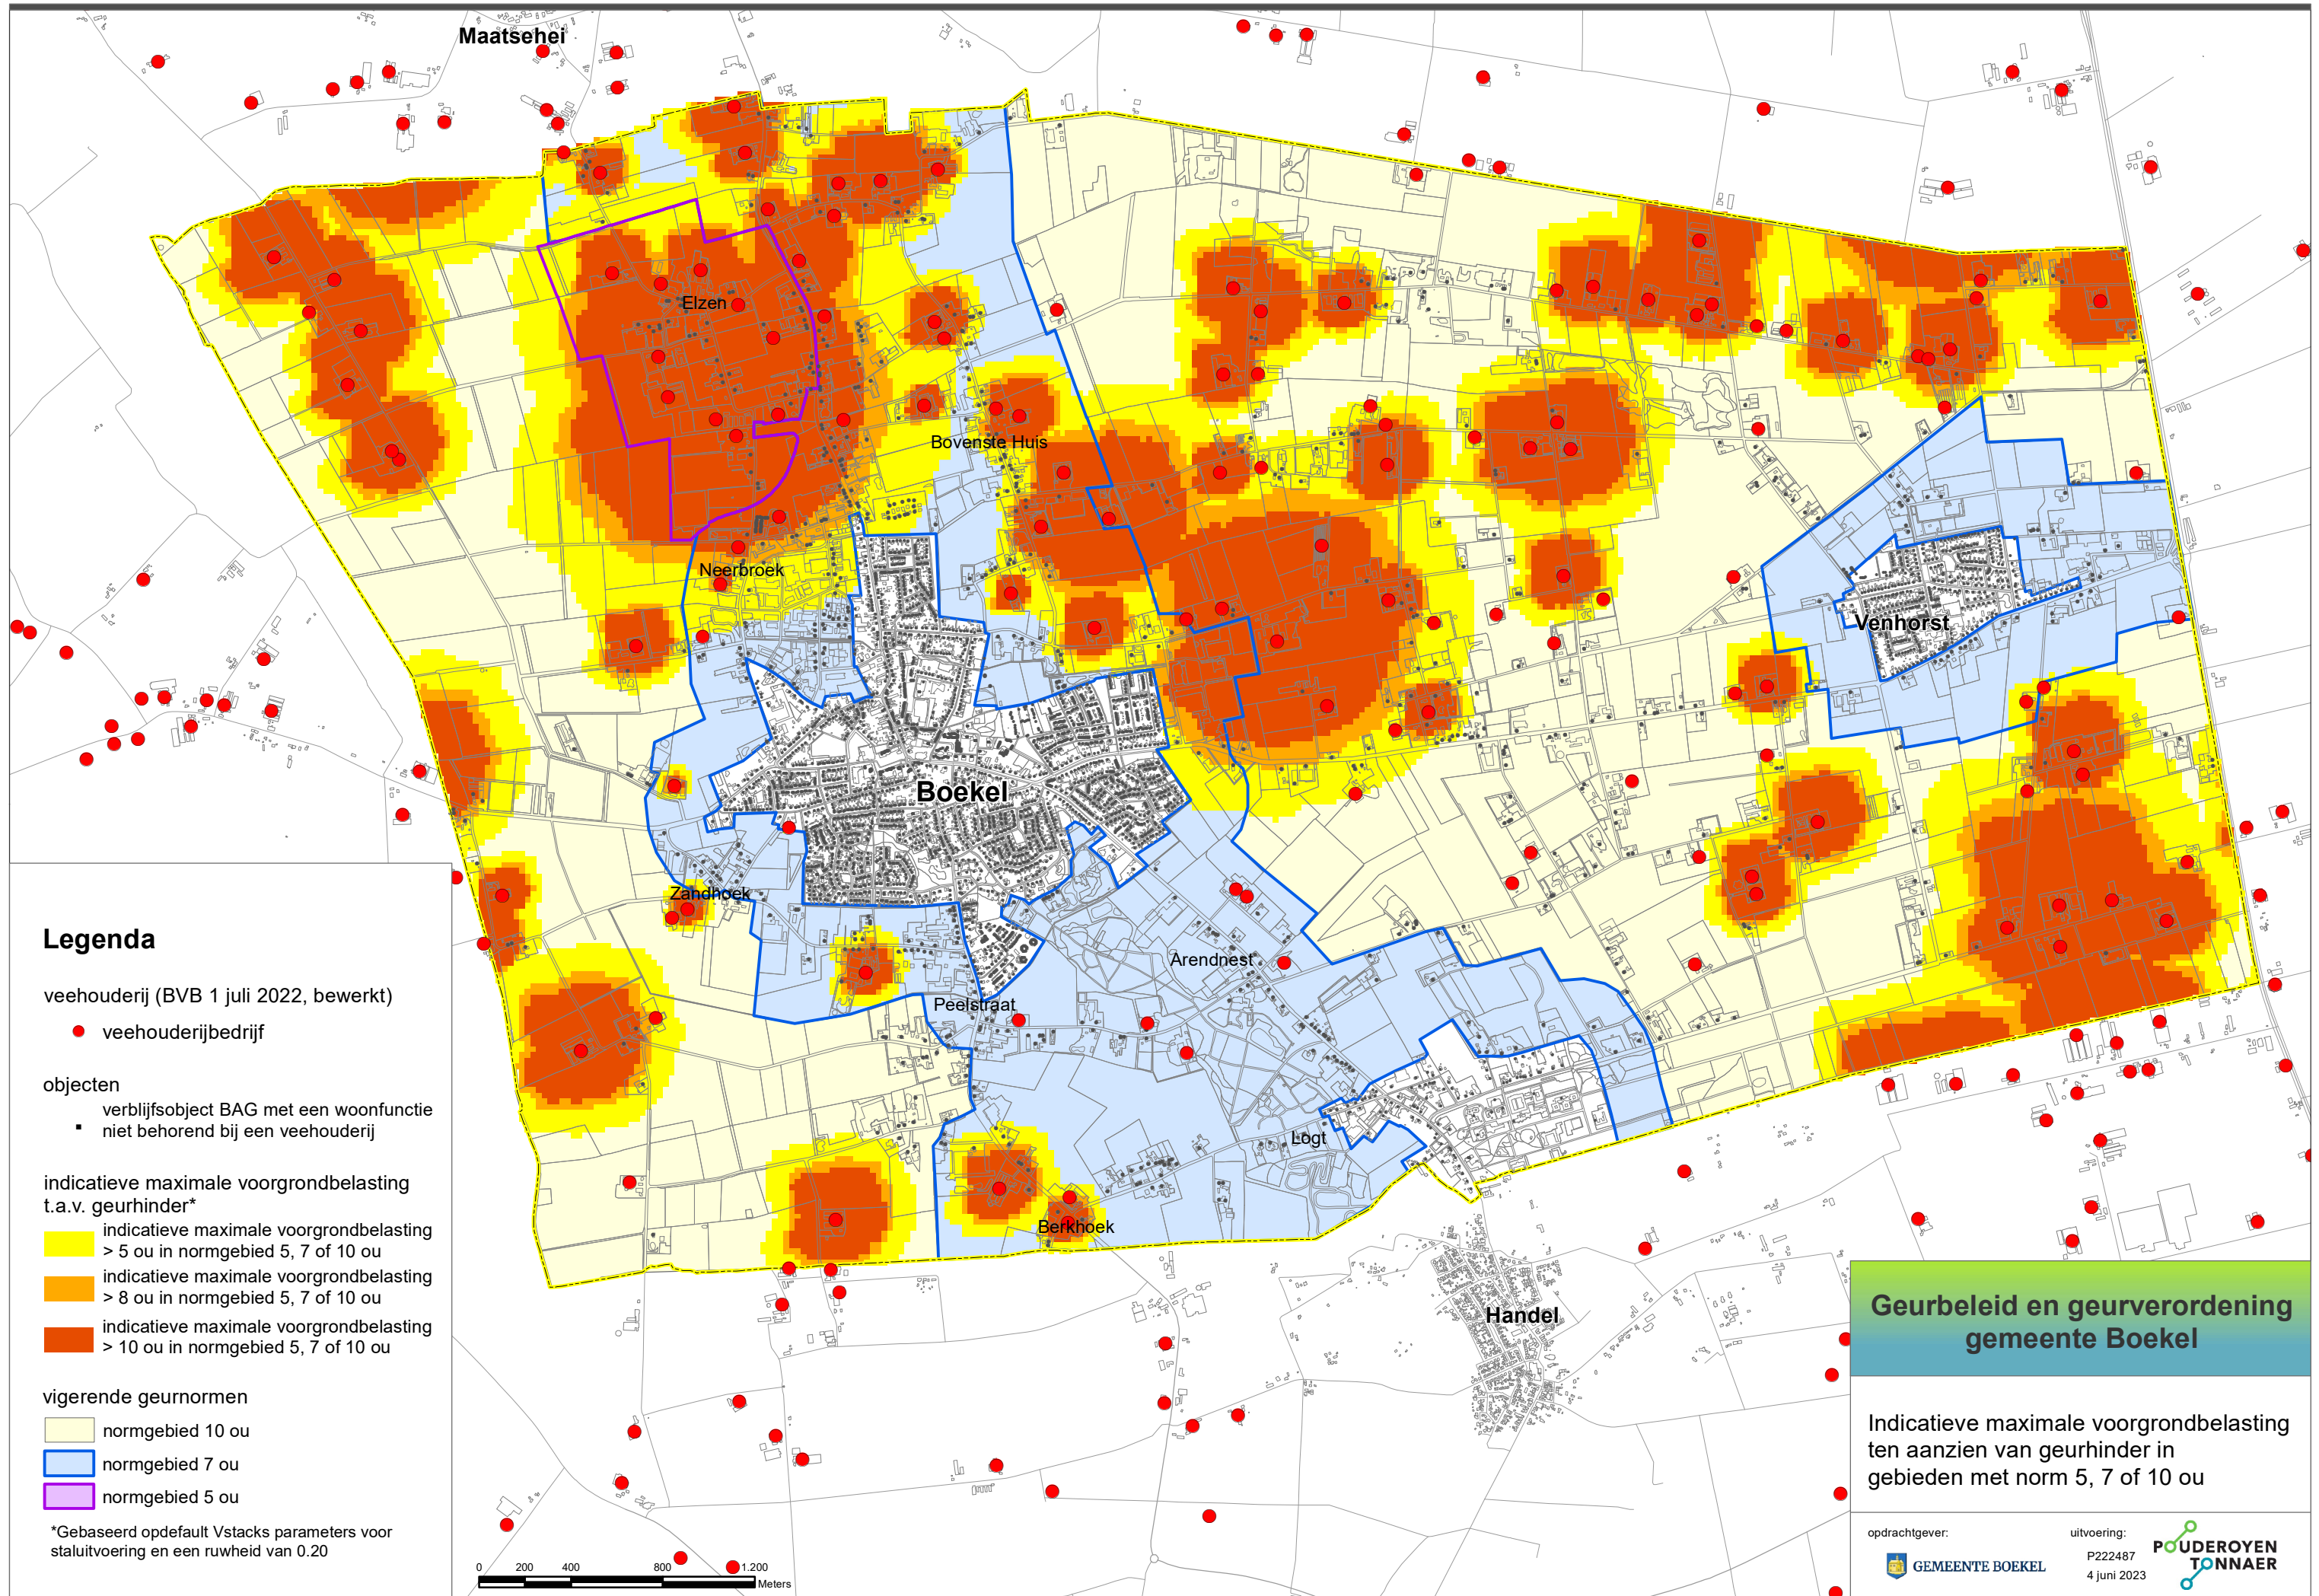 Maatsehei
Elzen
Bovenste Huis
Neerbroek
Venhorst
Boekel
Zandhoek
Arendnest
Peelstraat
Logt
Berkhoek
Handel
Legenda
veehouderij (BVB 1 juli 2022, bewerkt)
veehouderijbedrijf
objecten
verblijfsobject BAG met een woonfunctie
niet behorend bij een veehouderij
indicatieve maximale voorgrondbelasting
t.a.v. geurhinder*
indicatieve maximale voorgrondbelasting
> 5 ou in normgebied 5, 7 of 10 ou
indicatieve maximale voorgrondbelasting
> 8 ou in normgebied 5, 7 of 10 ou
indicatieve maximale voorgrondbelasting
> 10 ou in normgebied 5, 7 of 10 ou
vigerende geurnormen
normgebied 10 ou
normgebied 7 ou
normgebied 5 ou
*Gebaseerd opdefault Vstacks parameters voor
staluitvoering en een ruwheid van 0.20
0 200 400 800 1.200
Meters
Geurbeleid en geurverordening
gemeente Boekel
Indicatieve maximale voorgrondbelasting
ten aanzien van geurhinder in
gebieden met norm 5, 7 of 10 ou
opdrachtgever:
GEMEENTE BOEKEL
uitvoering:
P222487
4 juni 2023
POUDEROYEN
TONNAER